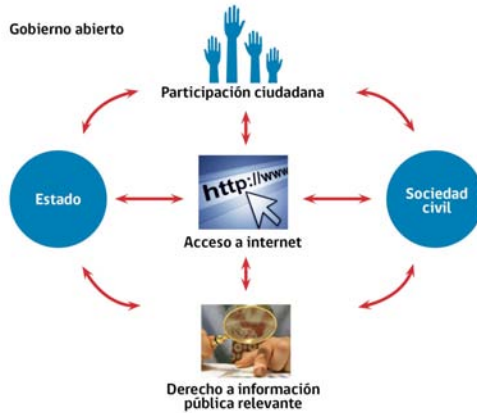 Gobierno abierto
Participación ciudadana
Estado
http://www
Sociedad
civil
Acceso a internet
Derecho a información
pública relevante